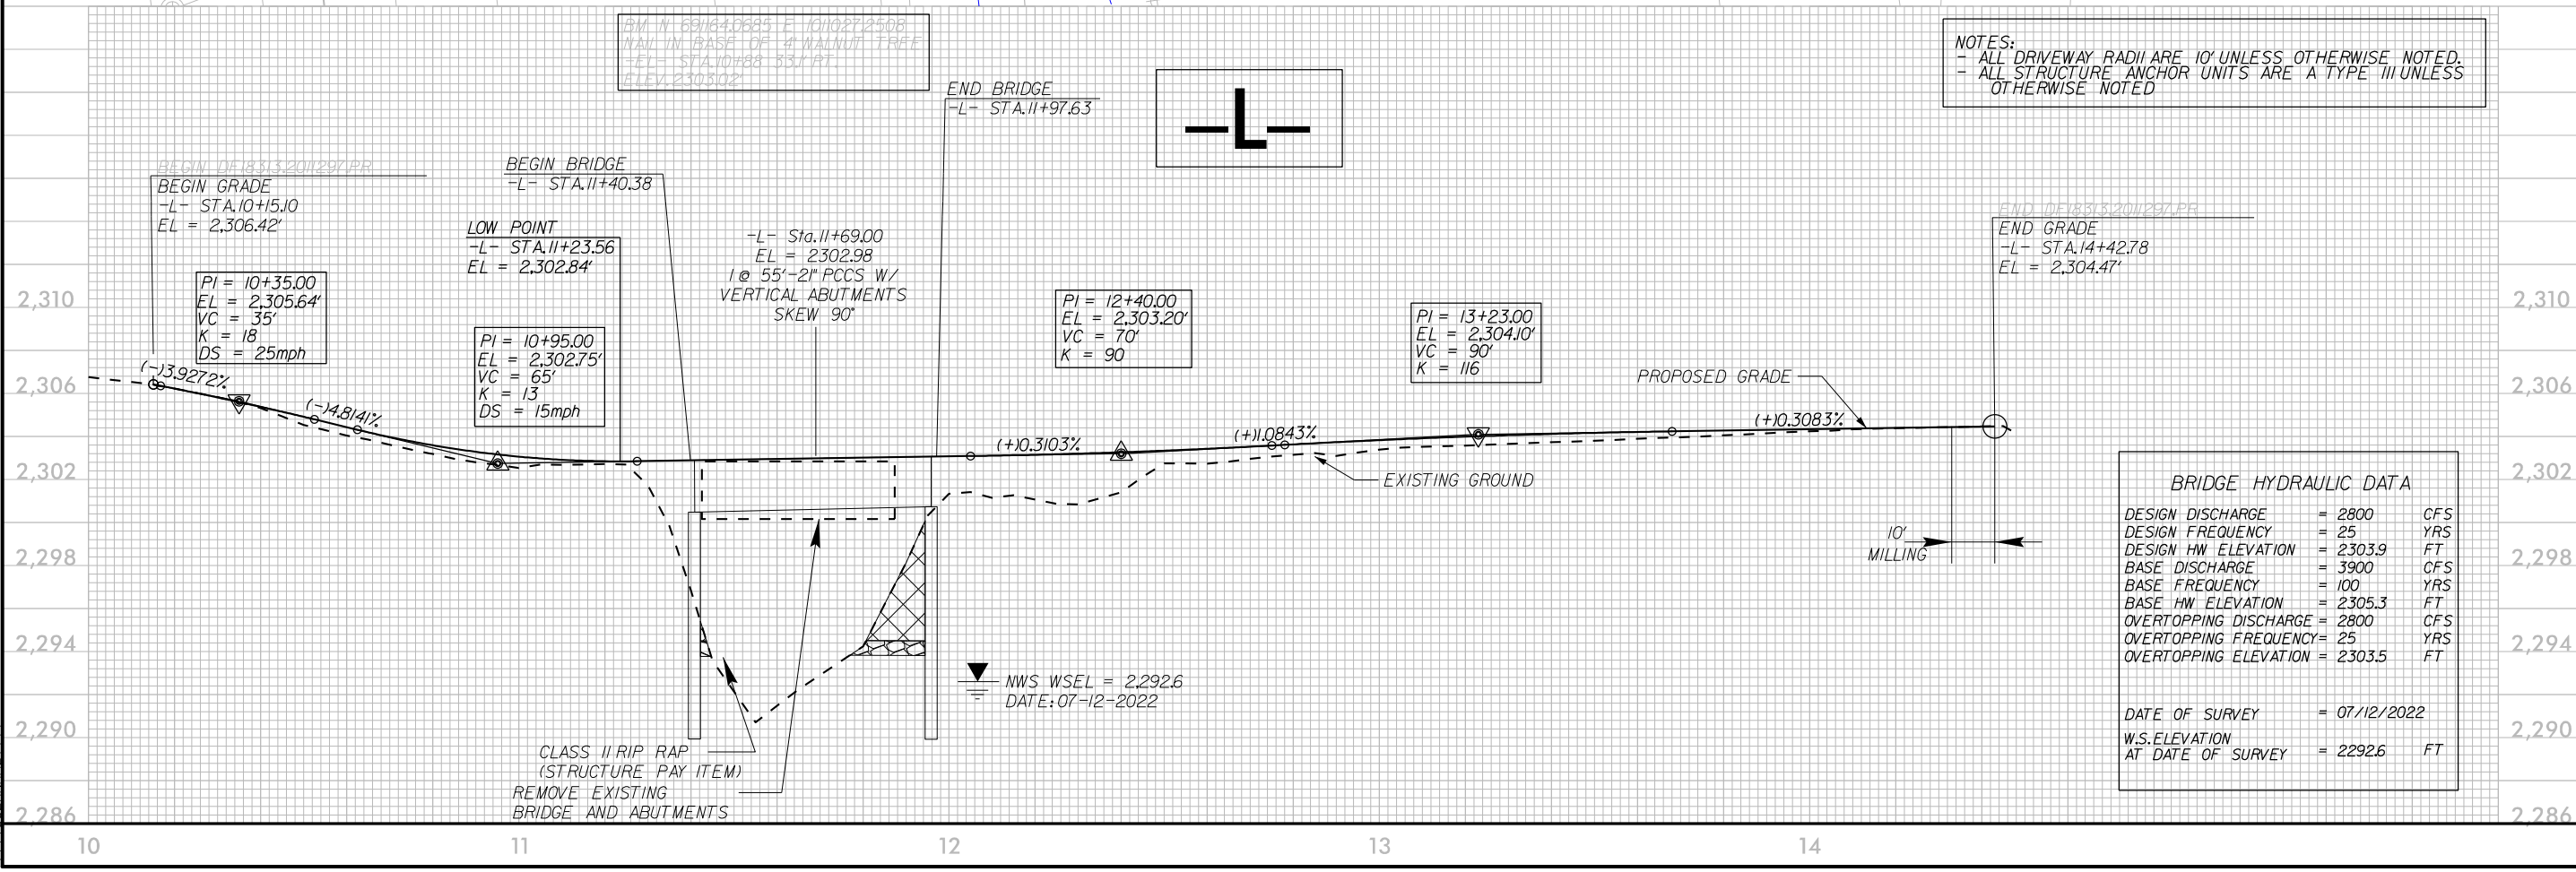 BM N 691164.0685 E 1011027.2508
NAIL IN BASE OF 4' WALNUT TREE
-EL- STA.10+88 33.1' RT.
ELEV.2303.02'
NOTES:
- ALL DRIVEWAY RADII ARE 10' UNLESS OTHERWISE NOTED.
- ALL STRUCTURE ANCHOR UNITS ARE A TYPE III UNLESS
OTHERWISE NOTED
END BRIDGE
-L- STA.11+97.63
-L-
BEGIN DF18313.2011297.PR
BEGIN GRADE
-L- STA.10+15.10
EL = 2,306.42'
BEGIN BRIDGE
-L- STA.11+40.38
LOW POINT
-L- STA.11+23.56
EL = 2,302.84'
-L- Sta.11+69.00
EL = 2302.98
1 @ 55'-21" PCCS W/
VERTICAL ABUTMENTS
SKEW 90°
END DF18313.2011297.PR
END GRADE
-L- STA.14+42.78
EL = 2,304.47'
PI = 10+35.00
EL = 2,305.64'
VC = 35'
K = 18
DS = 25mph
PI = 10+95.00
EL = 2,302.75'
VC = 65'
K = 13
DS = 15mph
PI = 12+40.00
EL = 2,303.20'
VC = 70'
K = 90
PI = 13+23.00
EL = 2,304.10'
VC = 90'
K = 116
2,310
2,306
2,302
2,298
2,294
2,290
2,286
2,310
2,306
2,302
2,298
2,294
2,290
2,286
(-)3.9272%
(-)4.8141%
(+)0.3103%
(+)1.0843%
(+)0.3083%
PROPOSED GRADE
EXISTING GROUND
10'
MILLING
BRIDGE HYDRAULIC DATA
DESIGN DISCHARGE = 2800 CFS
DESIGN FREQUENCY = 25 YRS
DESIGN HW ELEVATION = 2303.9 FT
BASE DISCHARGE = 3900 CFS
BASE FREQUENCY = 100 YRS
BASE HW ELEVATION = 2305.3 FT
OVERTOPPING DISCHARGE = 2800 CFS
OVERTOPPING FREQUENCY = 25 YRS
OVERTOPPING ELEVATION = 2303.5 FT
DATE OF SURVEY = 07/12/2022
W.S.ELEVATION
AT DATE OF SURVEY = 2292.6 FT
NWS WSEL = 2,292.6
DATE: 07-12-2022
CLASS II RIP RAP
(STRUCTURE PAY ITEM)
REMOVE EXISTING
BRIDGE AND ABUTMENTS
10 11 12 13 14